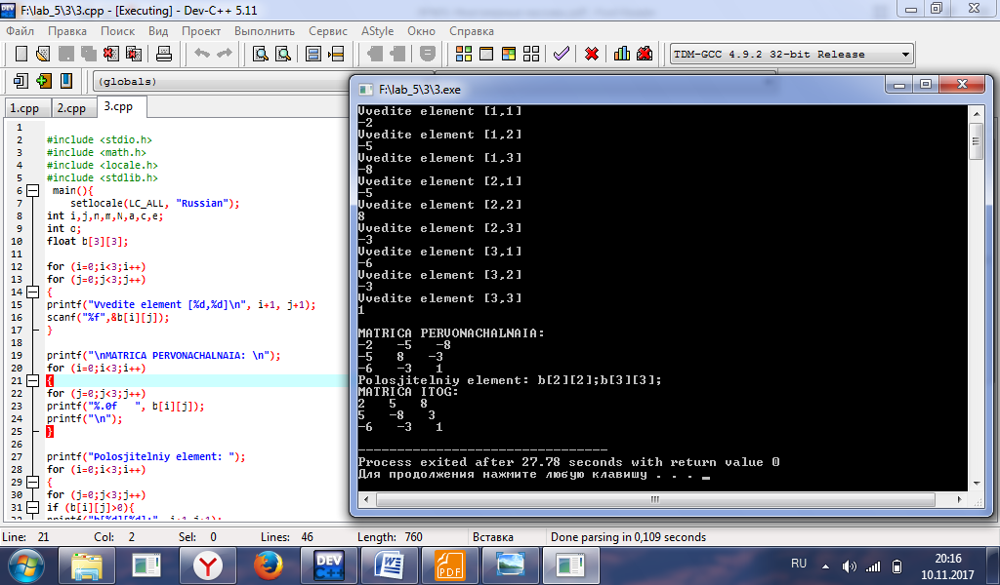 F:\lab_5\3\3.cpp - [Executing] - Dev-C++ 5.11
Файл Правка Поиск Вид Проект Выполнить Сервис AStyle Окно Справка
TDM-GCC 4.9.2 32-bit Release
(globals)
1.cpp 2.cpp 3.cpp
1
2 #include <stdio.h>
3 #include <math.h>
4 #include <locale.h>
5 #include <stdlib.h>
6 main(){
7 setlocale(LC_ALL, "Russian");
8 int i,j,n,m,N,a,c,e;
9 int o;
10 float b[3][3];
11
12 for (i=0;i<3;i++)
13 for (j=0;j<3;j++)
14 {
15 printf("Vvedite element [%d,%d]\n", i+1, j+1);
16 scanf("%f",&b[i][j]);
17 }
18
19 printf("\nMATRICA PERVONACHALNAIA: \n");
20 for (i=0;i<3;i++)
21 {
22 for (j=0;j<3;j++)
23 printf("%.0f   ", b[i][j]);
24 printf("\n");
25 }
26
27 printf("Polosjitelniy element: ");
28 for (i=0;i<3;i++)
29 {
30 for (j=0;j<3;j++)
31 if (b[i][j]>0){
F:\lab_5\3\3.exe
Vvedite element [1,1]
-2
Vvedite element [1,2]
-5
Vvedite element [1,3]
-8
Vvedite element [2,1]
-5
Vvedite element [2,2]
8
Vvedite element [2,3]
-3
Vvedite element [3,1]
-6
Vvedite element [3,2]
-3
Vvedite element [3,3]
1
MATRICA PERVONACHALNAIA:
-2 -5 -8
-5 8 -3
-6 -3 1
Polosjitelniy element: b[2][2];b[3][3];
MATRICA ITOG:
2 5 8
5 -8 3
-6 -3 1
--------------------------------
Process exited after 27.78 seconds with return value 0
Для продолжения нажмите любую клавишу . . .
Line: 21 Col: 2 Sel: 0 Lines: 46 Length: 760 Вставка Done parsing in 0,109 seconds
DEV
PDF
RU
20:16
10.11.2017